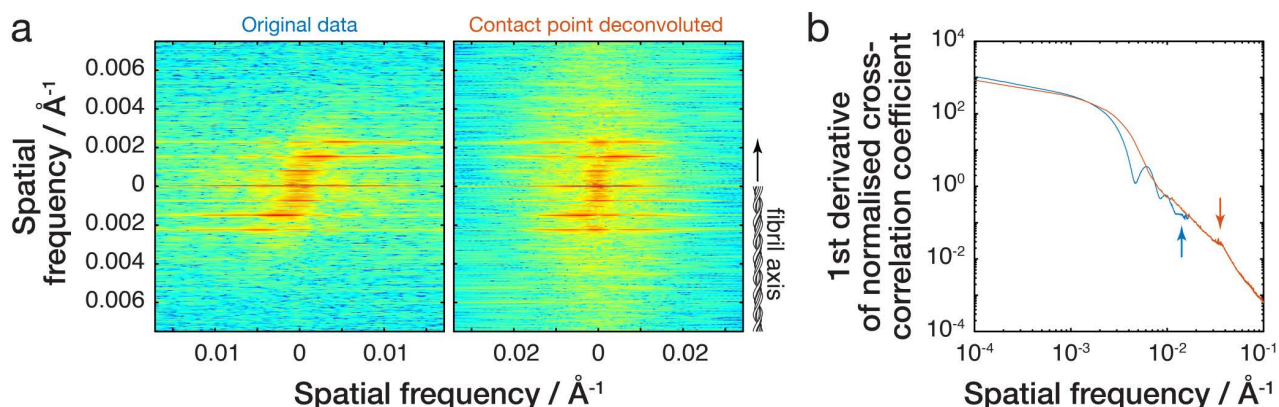 a
Original data
Contact point deconvoluted
Spatial
frequency / Å⁻¹
0.006
0.004
0.002
0
0.002
0.004
0.006
0.01
0
0.01
0.02
0
0.02
Spatial frequency / Å⁻¹
fibril axis
b
1st derivative
of normalised cross-
correlation coefficient
10⁴
10²
10⁰
10⁻²
10⁻⁴
10⁻⁴
10⁻³
10⁻²
10⁻¹
Spatial frequency / Å⁻¹